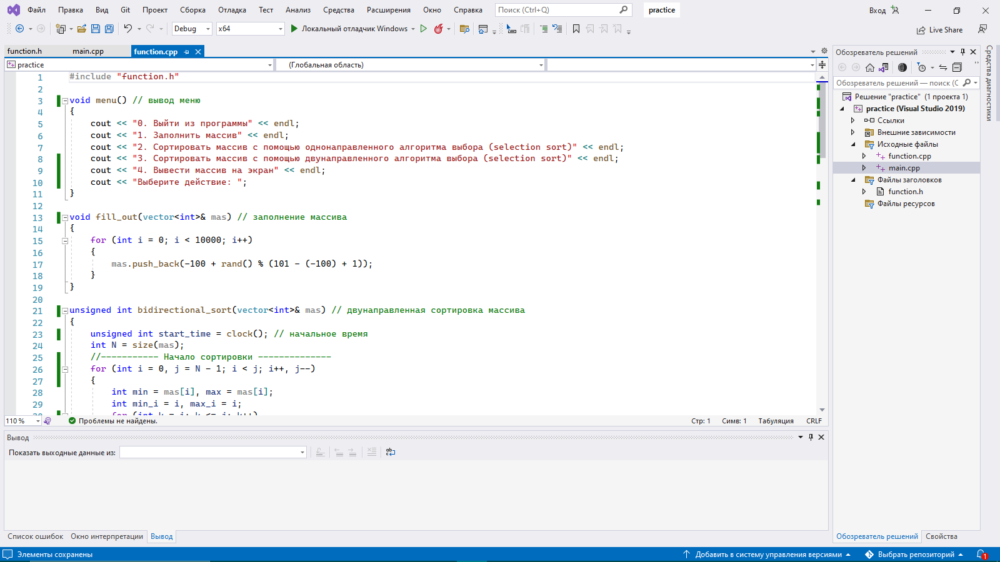 Файл Правка Вид Git Проект Сборка Отладка Тест Анализ Средства Расширения Окно Справка Поиск (Ctrl+Q) practice Вход
Debug x64 Локальный отладчик Windows Live Share
function.h main.cpp function.cpp
practice (Глобальная область)
1 #include "function.h"
2
3 void menu() // вывод меню
4 {
5 cout << "0. Выйти из программы" << endl;
6 cout << "1. Заполнить массив" << endl;
7 cout << "2. Сортировать массив с помощью однонаправленного алгоритма выбора (selection sort)" << endl;
8 cout << "3. Сортировать массив с помощью двунаправленного алгоритма выбора (selection sort)" << endl;
9 cout << "4. Вывести массив на экран" << endl;
10 cout << "Выберите действие: ";
11 }
12
13 void fill_out(vector<int>& mas) // заполнение массива
14 {
15 for (int i = 0; i < 10000; i++)
16 {
17 mas.push_back(-100 + rand() % (101 - (-100) + 1));
18 }
19 }
20
21 unsigned int bidirectional_sort(vector<int>& mas) // двунаправленная сортировка массива
22 {
23 unsigned int start_time = clock(); // начальное время
24 int N = size(mas);
25 //----------- Начало сортировки --------------
26 for (int i = 0, j = N - 1; i < j; i++, j--)
27 {
28 int min = mas[i], max = mas[i];
29 int min_i = i, max_i = i;
30 for (int k = i; k <= j; k++)
110 % Проблемы не найдены. Стр: 1 Симв: 1 Табуляция CRLF
Вывод
Показать выходные данные из:
Список ошибок Окно интерпретации Вывод
Обозреватель решений
Обозреватель решений — поиск (C
Решение "practice" (1 проекта 1)
practice (Visual Studio 2019)
Ссылки
Внешние зависимости
Исходные файлы
function.cpp
main.cpp
Файлы заголовков
function.h
Файлы ресурсов
Обозреватель решений Свойства
Средства диагностики
Элементы сохранены Добавить в систему управления версиями Выбрать репозиторий 1